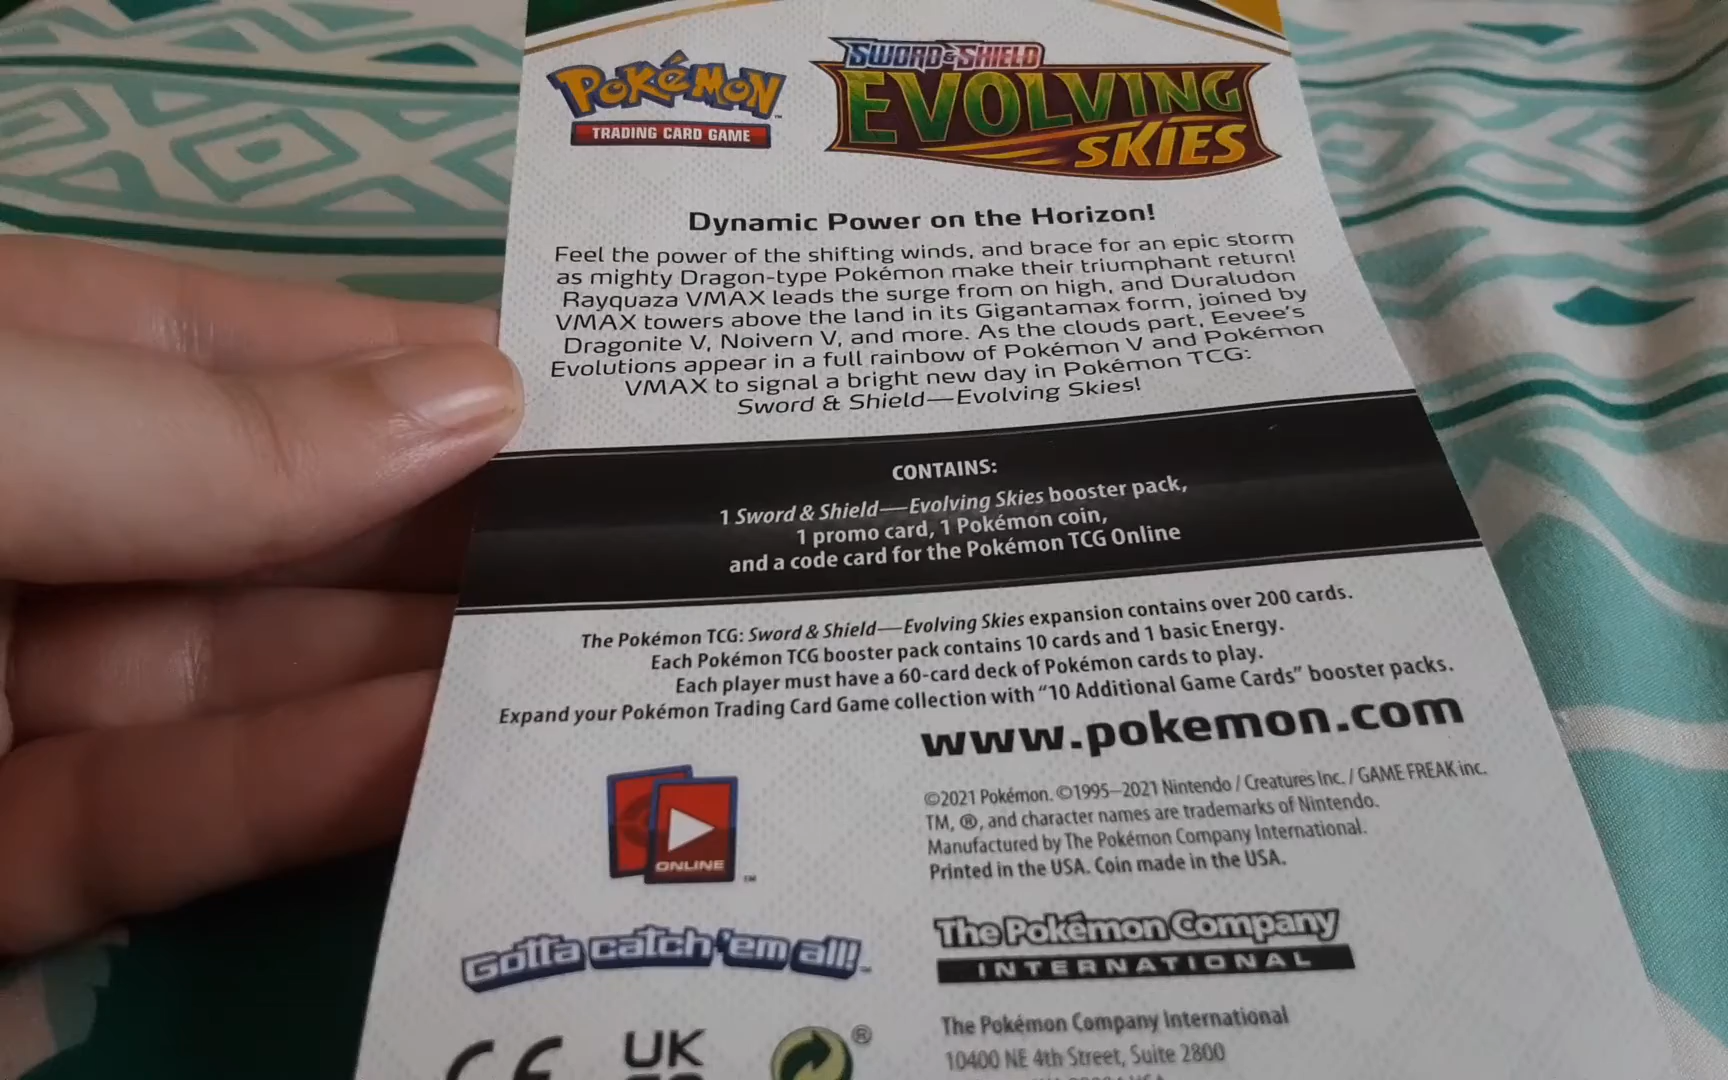 Pokémon
TRADING CARD GAME
SWORD & SHIELD
EVOLVING
SKIES
Dynamic Power on the Horizon!
Feel the power of the shifting winds, and brace for an epic storm
as mighty Dragon-type Pokémon make their triumphant return!
Rayquaza VMAX leads the surge from on high, and Duraludon
VMAX towers above the land in its Gigantamax form, joined by
Dragonite V, Noivern V, and more. As the clouds part, Eevee's
Evolutions appear in a full rainbow of Pokémon V and Pokémon
VMAX to signal a bright new day in Pokémon TCG:
Sword & Shield—Evolving Skies!
CONTAINS:
1 Sword & Shield—Evolving Skies booster pack,
1 promo card, 1 Pokémon coin,
and a code card for the Pokémon TCG Online
The Pokémon TCG: Sword & Shield—Evolving Skies expansion contains over 200 cards.
Each Pokémon TCG booster pack contains 10 cards and 1 basic Energy.
Each player must have a 60-card deck of Pokémon cards to play.
Expand your Pokémon Trading Card Game collection with "10 Additional Game Cards" booster packs.
www.pokemon.com
ONLINE ™
©2021 Pokémon. ©1995–2021 Nintendo / Creatures Inc. / GAME FREAK inc.
TM, ®, and character names are trademarks of Nintendo.
Manufactured by The Pokémon Company International.
Printed in the USA. Coin made in the USA.
Gotta catch 'em all!
The Pokémon Company
INTERNATIONAL
CE
UK
®
The Pokémon Company International
10400 NE 4th Street, Suite 2800